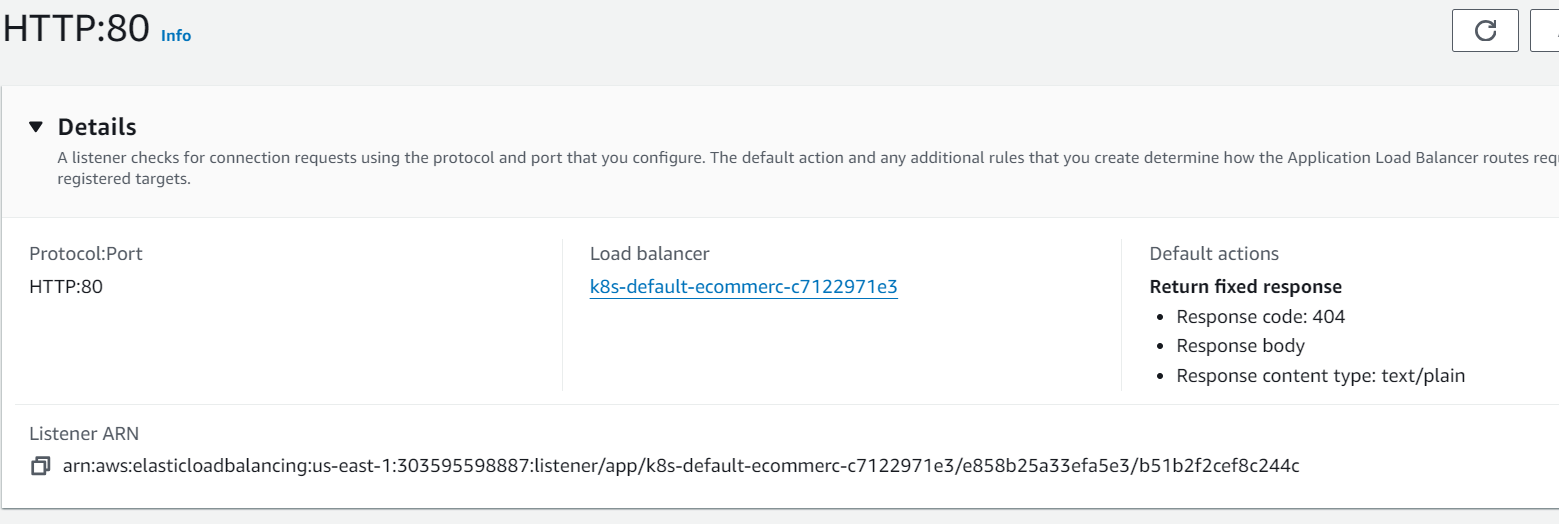 HTTP:80 Info
Details
A listener checks for connection requests using the protocol and port that you configure. The default action and any additional rules that you create determine how the Application Load Balancer routes
registered targets.
Protocol:Port
HTTP:80
Load balancer
k8s-default-ecommerc-c7122971e3
Default actions
Return fixed response
• Response code: 404
• Response body
• Response content type: text/plain
Listener ARN
arn:aws:elasticloadbalancing:us-east-1:303595598887:listener/app/k8s-default-ecommerc-c7122971e3/e858b25a33efa5e3/b51b2f2cef8c244c